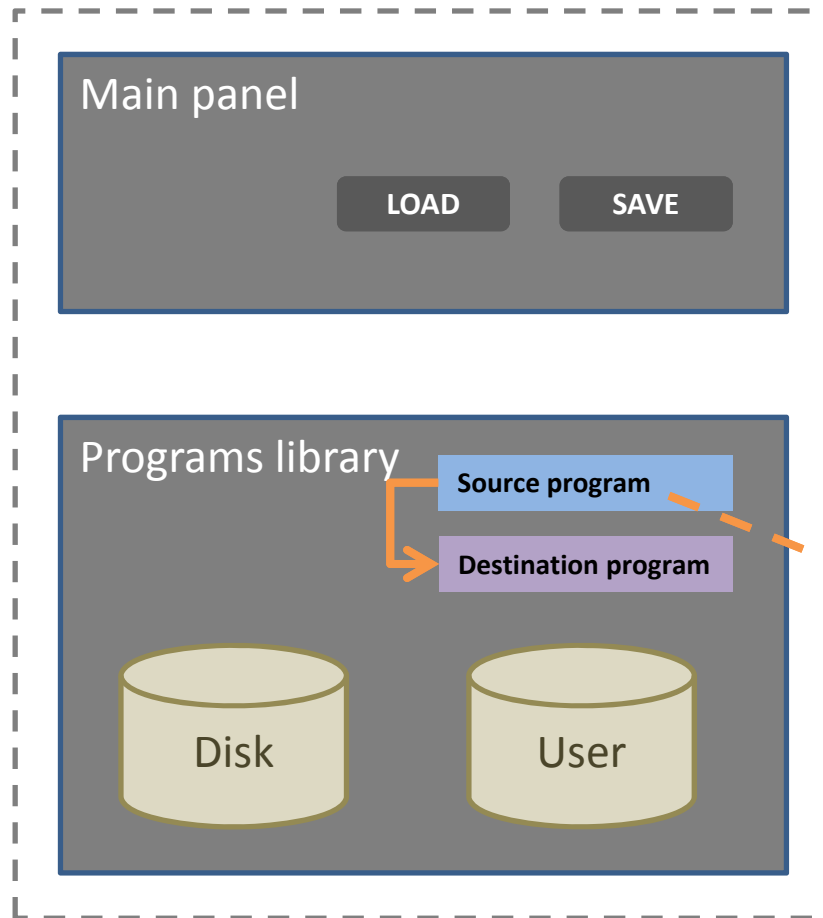 Main panel
LOAD
SAVE
Programs library
Source program
Destination program
Disk
User